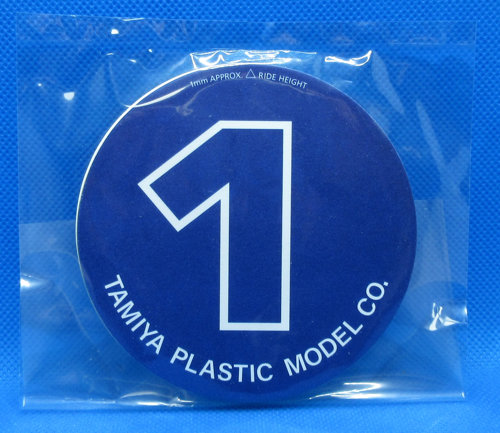 1mm APPROX. △ RIDE HEIGHT
1
TAMIYA PLASTIC MODEL CO.